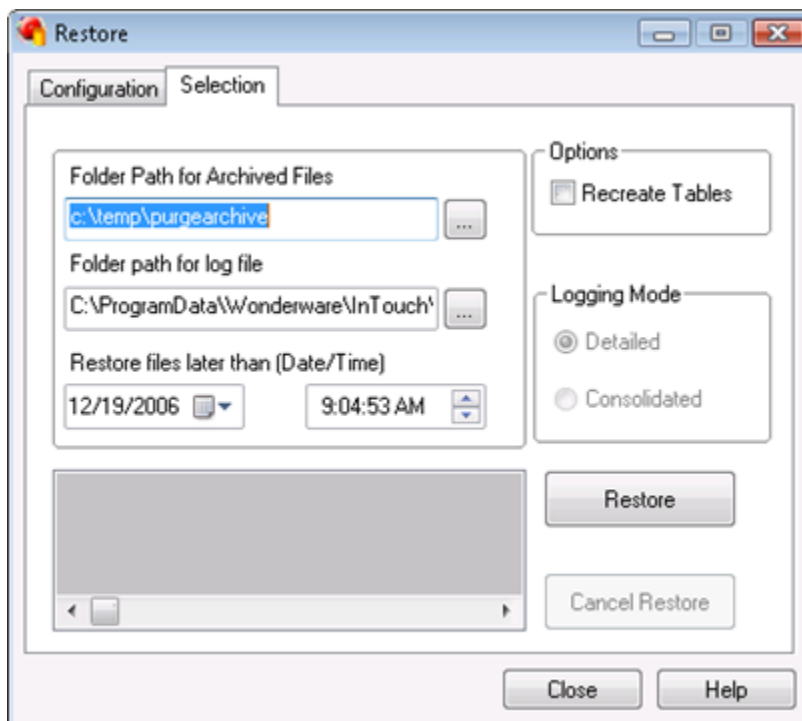 Restore
Configuration
Selection
Folder Path for Archived Files
c:\temp\purgearchive
...
Folder path for log file
C:\ProgramData\Wonderware\InTouch\
...
Restore files later than (Date/Time)
12/19/2006
9:04:53 AM
Options
Recreate Tables
Logging Mode
Detailed
Consolidated
Restore
Cancel Restore
Close
Help